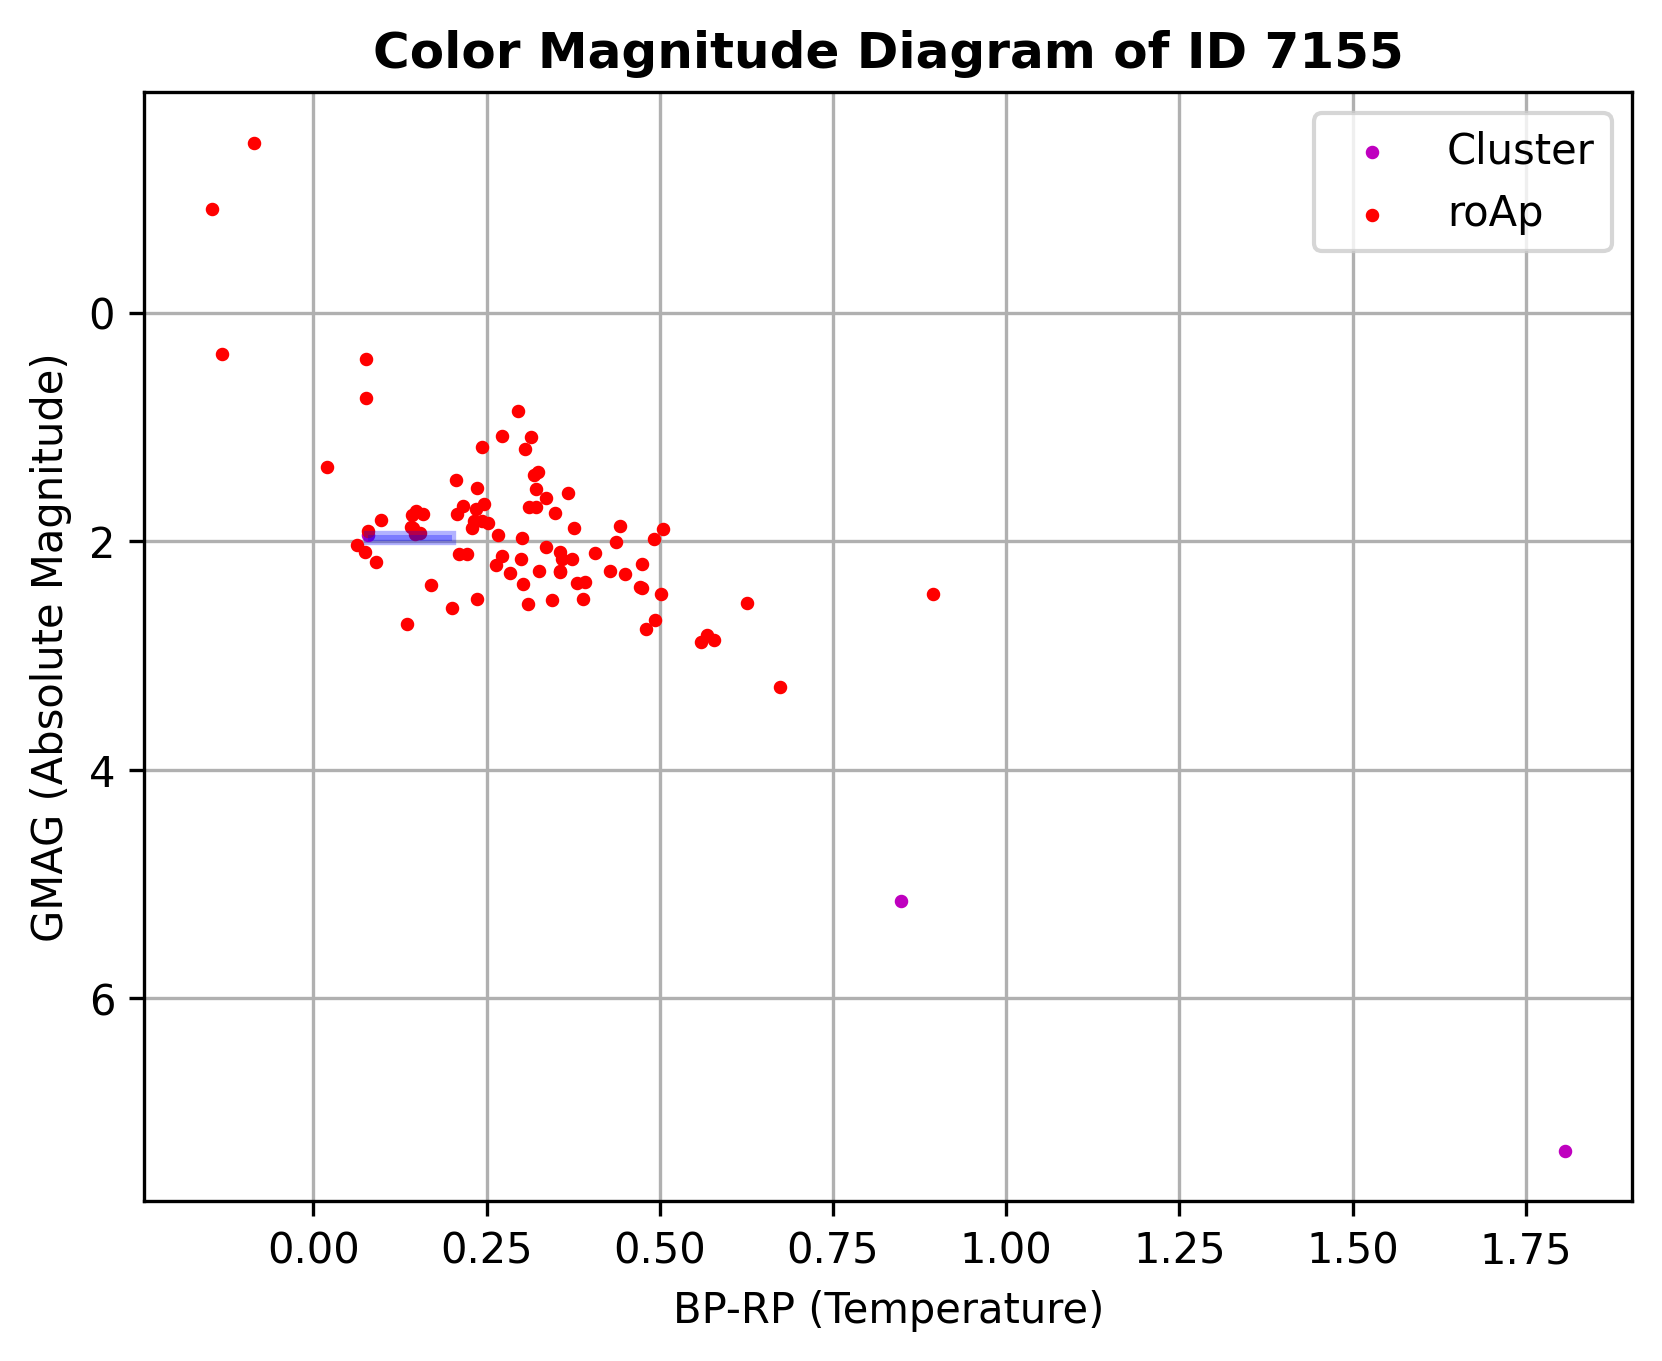 Color Magnitude Diagram of ID 7155
Cluster
roAp
GMAG (Absolute Magnitude)
0
2
4
6
0.00 0.25 0.50 0.75 1.00 1.25 1.50 1.75
BP-RP (Temperature)